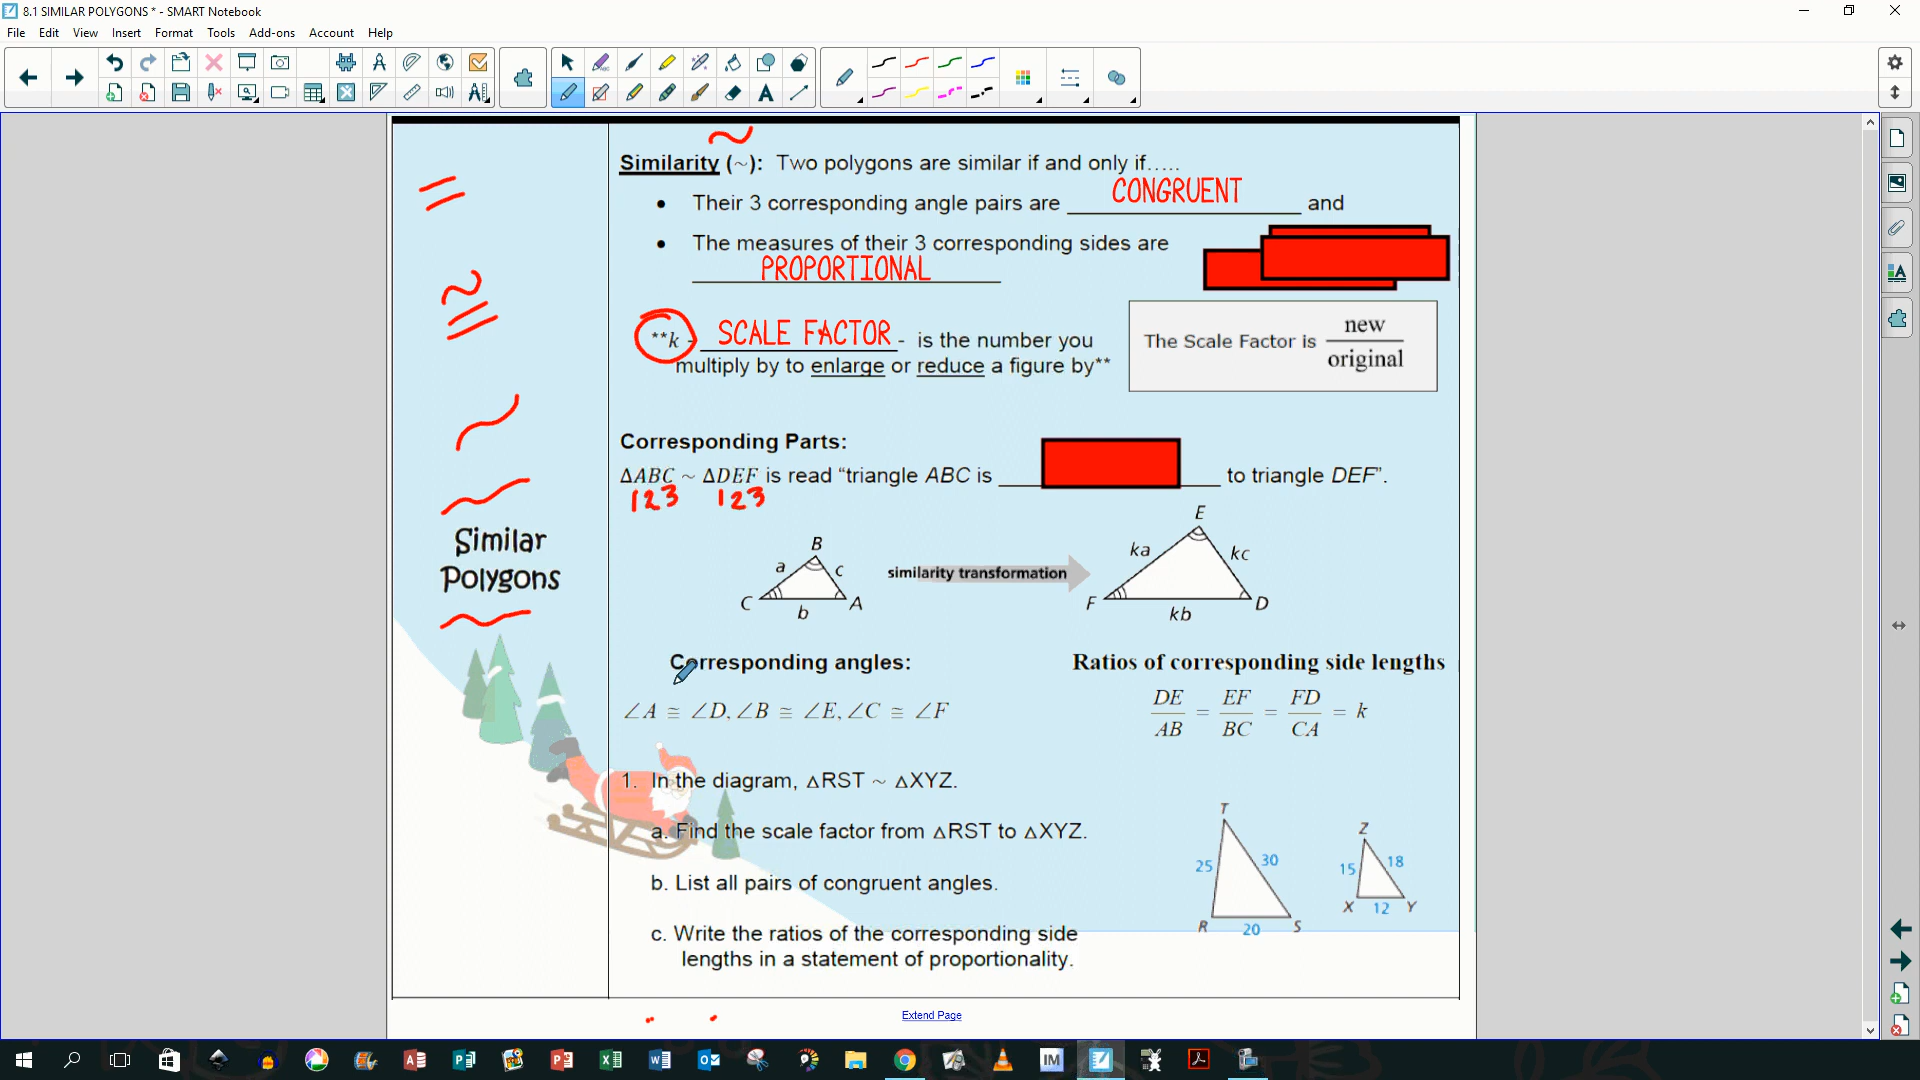 8.1 SIMILAR POLYGONS * - SMART Notebook
File Edit View Insert Format Tools Add-ons Account Help
~
Similarity (~): Two polygons are similar if and only if.....
• Their 3 corresponding angle pairs are CONGRUENT and
• The measures of their 3 corresponding sides are
PROPORTIONAL
**k - SCALE FACTOR - is the number you
multiply by to enlarge or reduce a figure by**
The Scale Factor is new/original
=
≅
~
Similar
Polygons
Corresponding Parts:
ΔABC ~ ΔDEF is read “triangle ABC is ____ to triangle DEF”.
123 123
B
a c
C b A
similarity transformation
E
ka kc
F kb D
Corresponding angles:
∠A ≅ ∠D, ∠B ≅ ∠E, ∠C ≅ ∠F
Ratios of corresponding side lengths
DE/AB = EF/BC = FD/CA = k
1. In the diagram, △RST ~ △XYZ.
a. Find the scale factor from △RST to △XYZ.
b. List all pairs of congruent angles.
c. Write the ratios of the corresponding side
lengths in a statement of proportionality.
T
25 30
R 20 S
Z
15 18
X 12 Y
Extend Page
IM